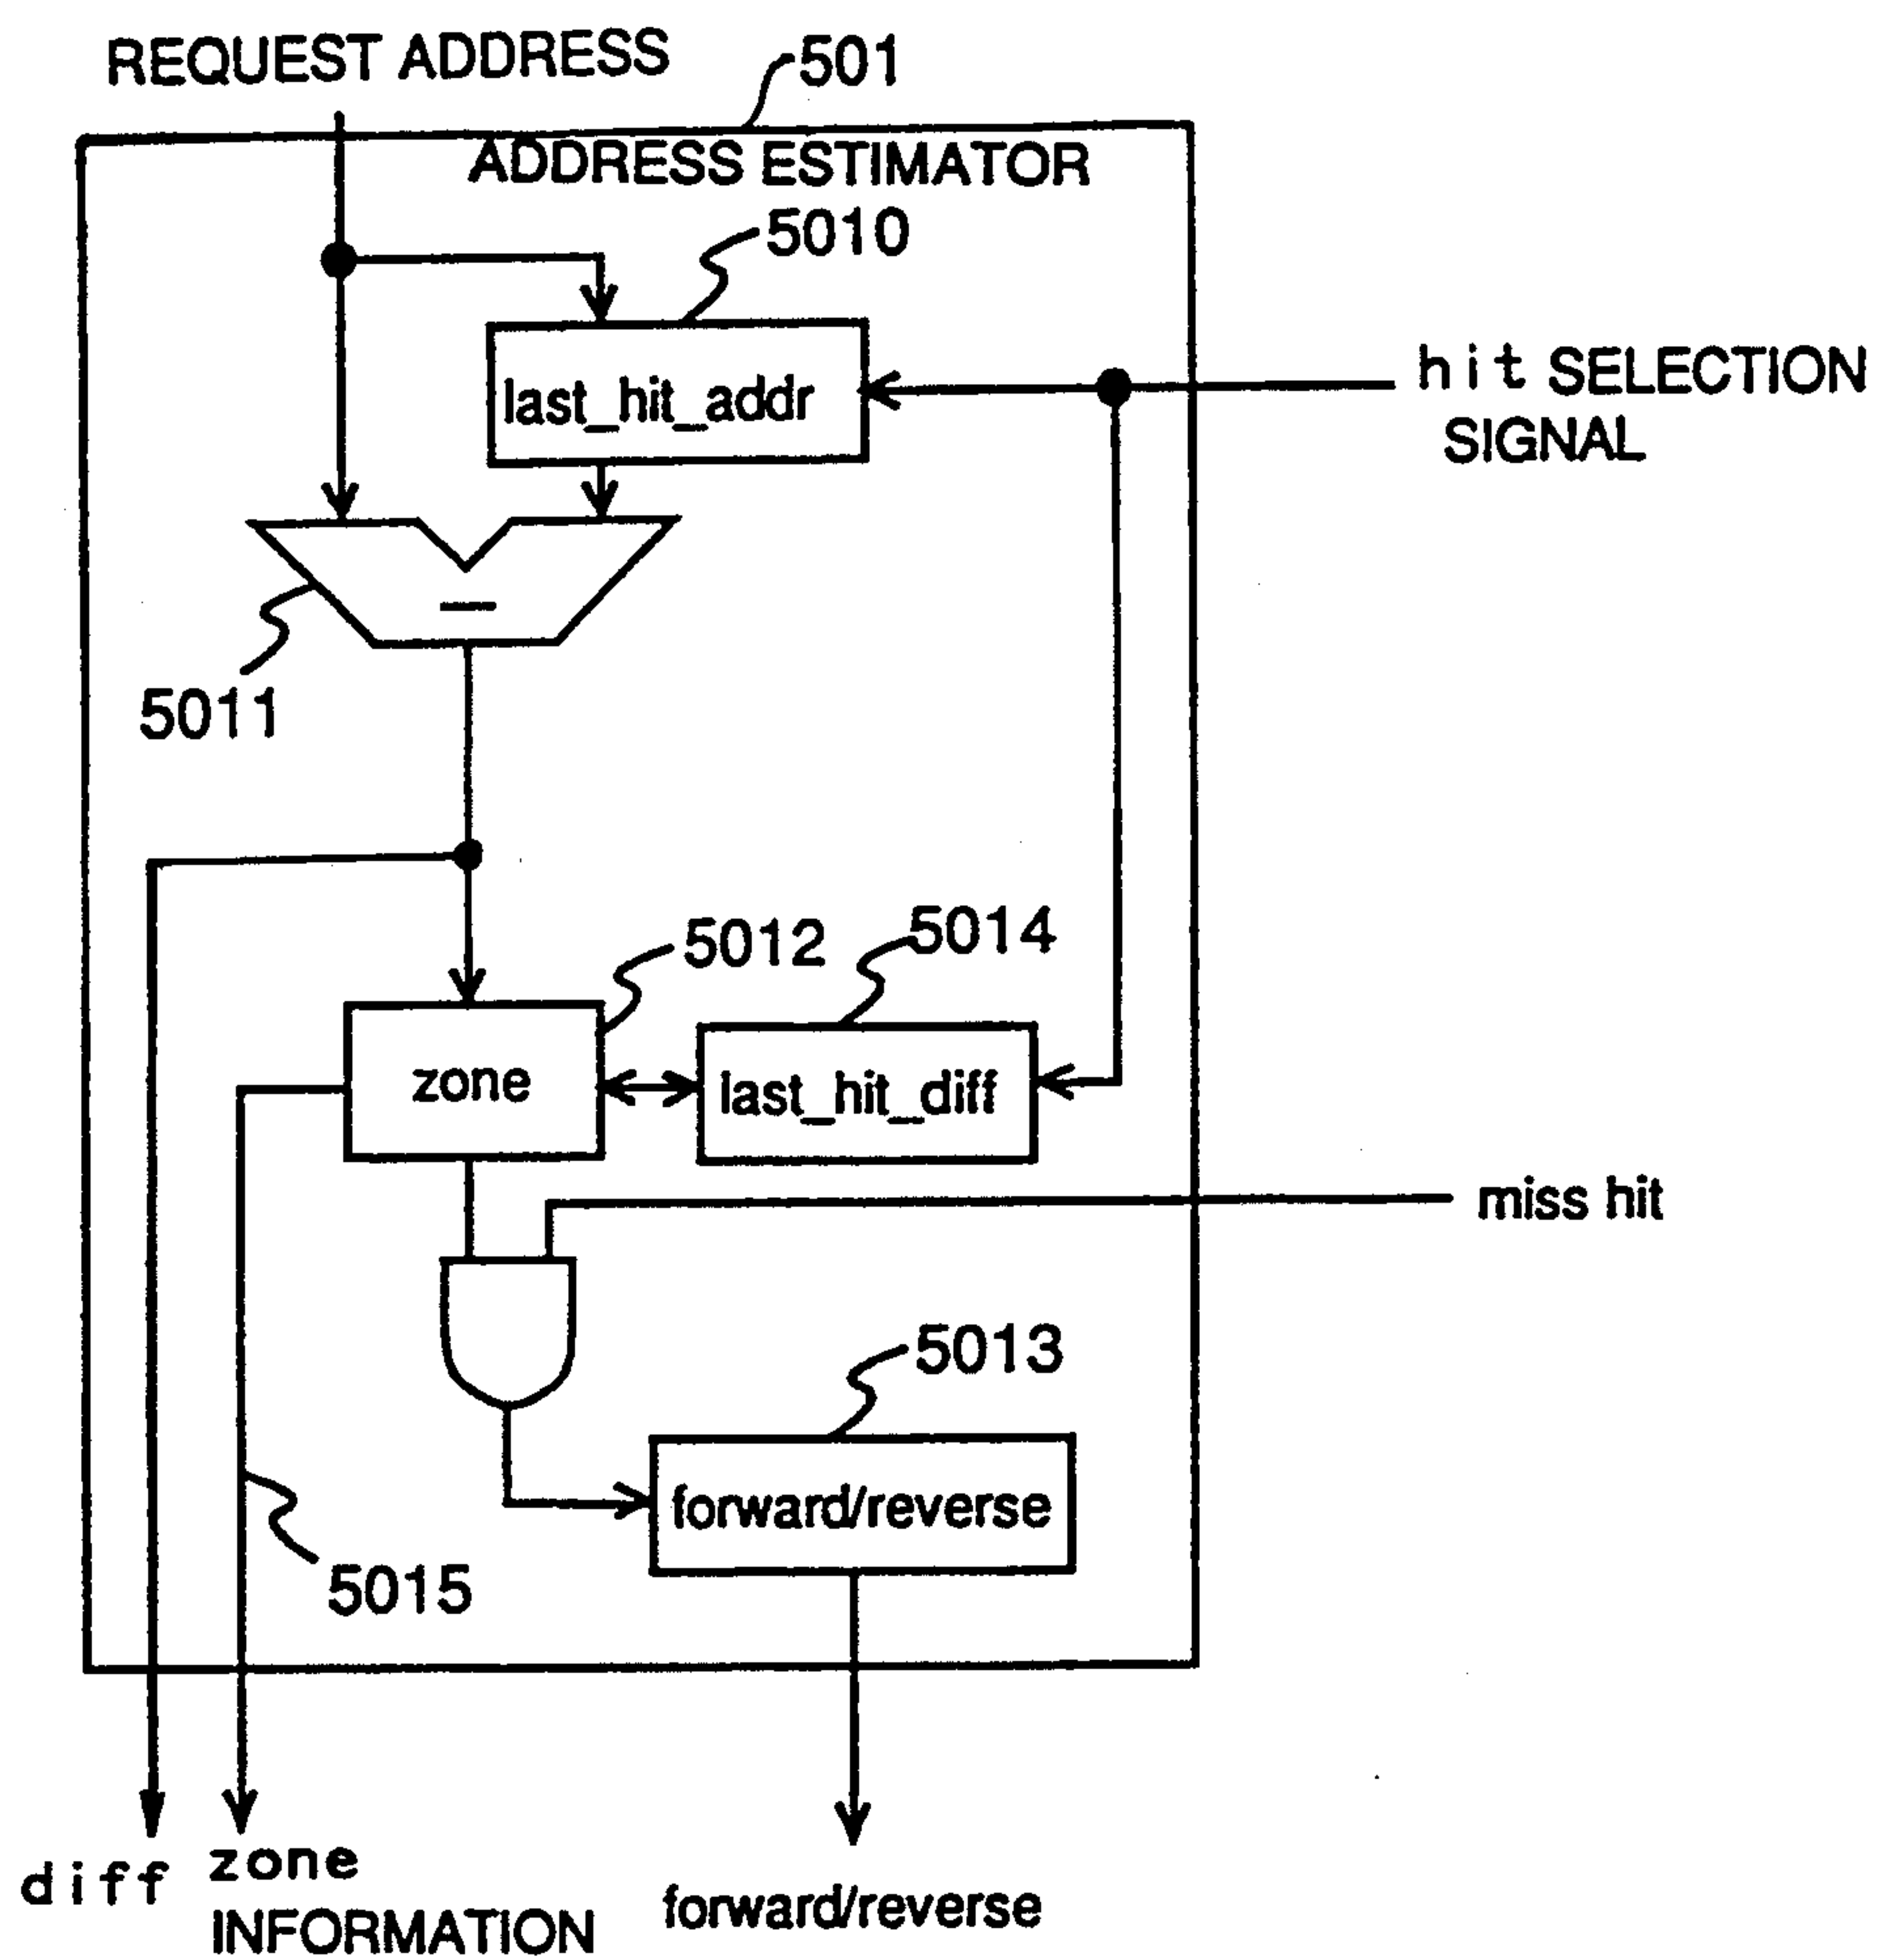 REQUEST ADDRESS
501
ADDRESS ESTIMATOR
5010
last_hit_addr
hit SELECTION
SIGNAL
5011
5012
5014
zone
last_hit_diff
miss hit
5013
forward/reverse
5015
diff
zone
INFORMATION
forward/reverse